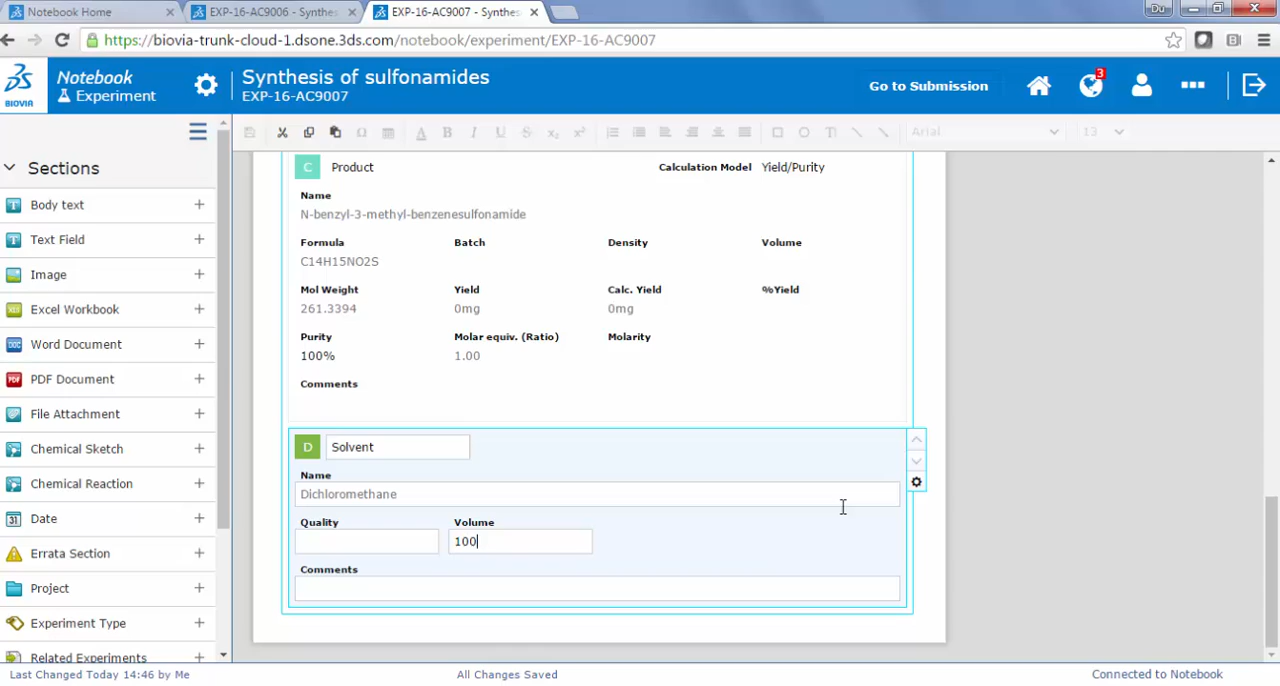 Notebook Home
EXP-16-AC9006 - Synthes
EXP-16-AC9007 - Synthes
Du
https://biovia-trunk-cloud-1.dsone.3ds.com/notebook/experiment/EXP-16-AC9007
BIOVIA
Notebook
Experiment
Synthesis of sulfonamides
EXP-16-AC9007
Go to Submission
3
Arial
13
Sections
Body text
Text Field
Image
Excel Workbook
Word Document
PDF Document
File Attachment
Chemical Sketch
Chemical Reaction
Date
Errata Section
Project
Experiment Type
Related Experiments
C Product
Calculation Model Yield/Purity
Name
N-benzyl-3-methyl-benzenesulfonamide
Formula Batch Density Volume
C14H15NO2S
Mol Weight Yield Calc. Yield %Yield
261.3394 0mg 0mg
Purity Molar equiv. (Ratio) Molarity
100% 1.00
Comments
D Solvent
Name
Dichloromethane
Quality Volume
100
Comments
Last Changed Today 14:46 by Me
All Changes Saved
Connected to Notebook